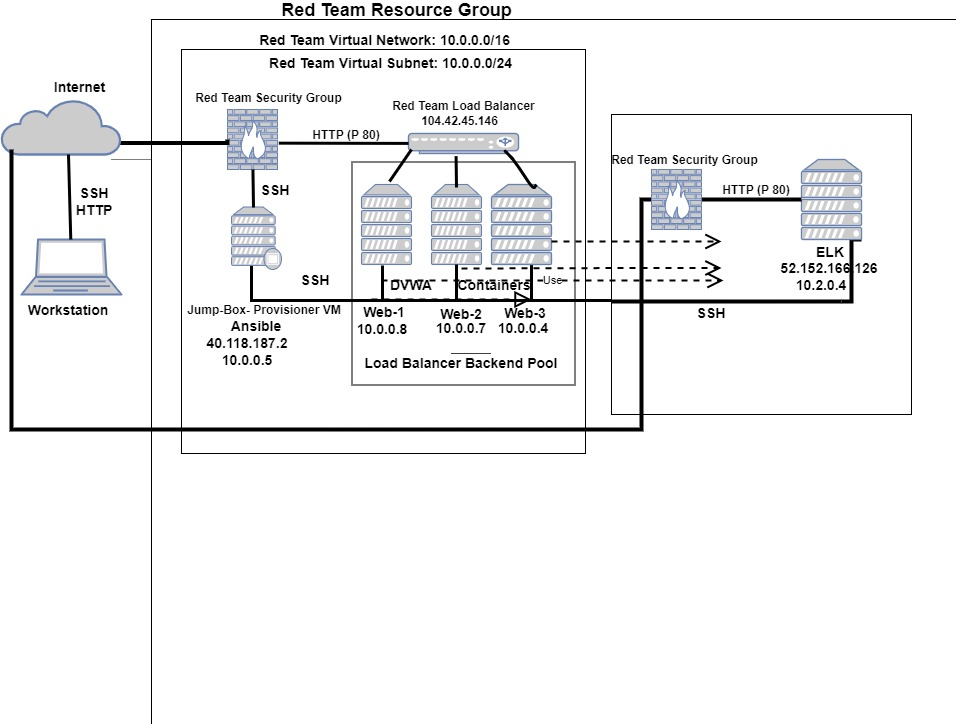 Red Team Resource Group
Red Team Virtual Network: 10.0.0.0/16
Red Team Virtual Subnet: 10.0.0.0/24
Internet
Red Team Security Group
Red Team Load Balancer
104.42.45.146
HTTP (P 80)
SSH
HTTP
SSH
Red Team Security Group
HTTP (P 80)
ELK
52.152.166.126
10.2.0.4
SSH
DVWA
Containers
Use
Workstation
Jump-Box- Provisioner VM
Ansible
40.118.187.2
10.0.0.5
Web-1
10.0.0.8
Web-2
10.0.0.7
Web-3
10.0.0.4
SSH
Load Balancer Backend Pool